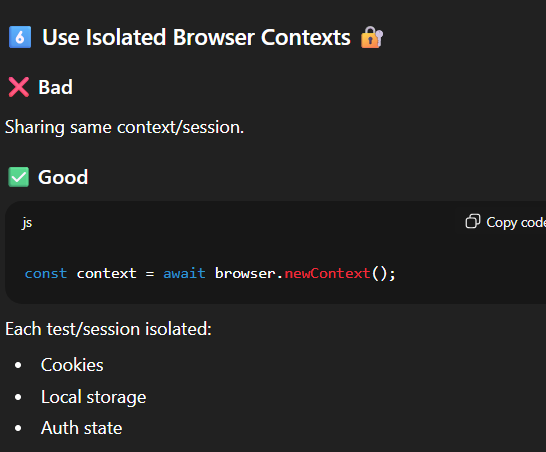 6 Use Isolated Browser Contexts 🔐
❌ Bad
Sharing same context/session.
✅ Good
js
Copy code
const context = await browser.newContext();
Each test/session isolated:
• Cookies
• Local storage
• Auth state